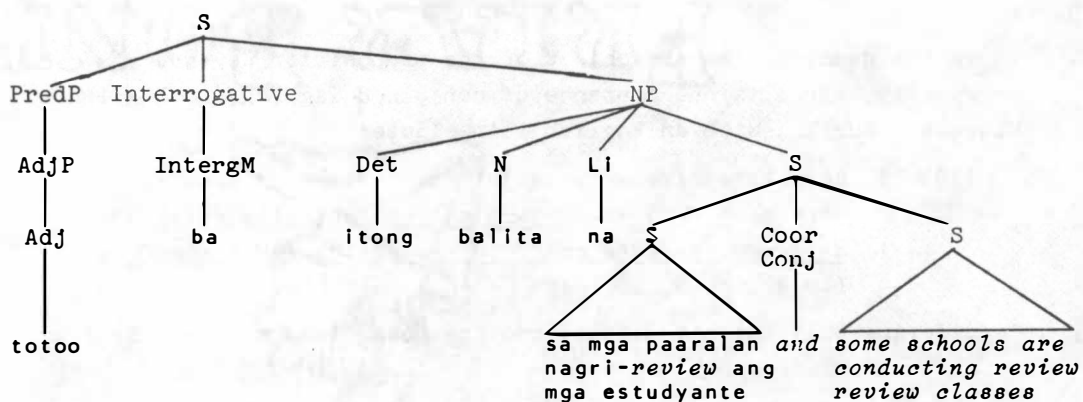 S
PredP Interrogative NP
AdjP IntergM Det N Li S
Adj ba itong balita na S Coor S
Conj
totoo sa mga paaralan and some schools are
nagri-review ang conducting review
mga estudyante review classes